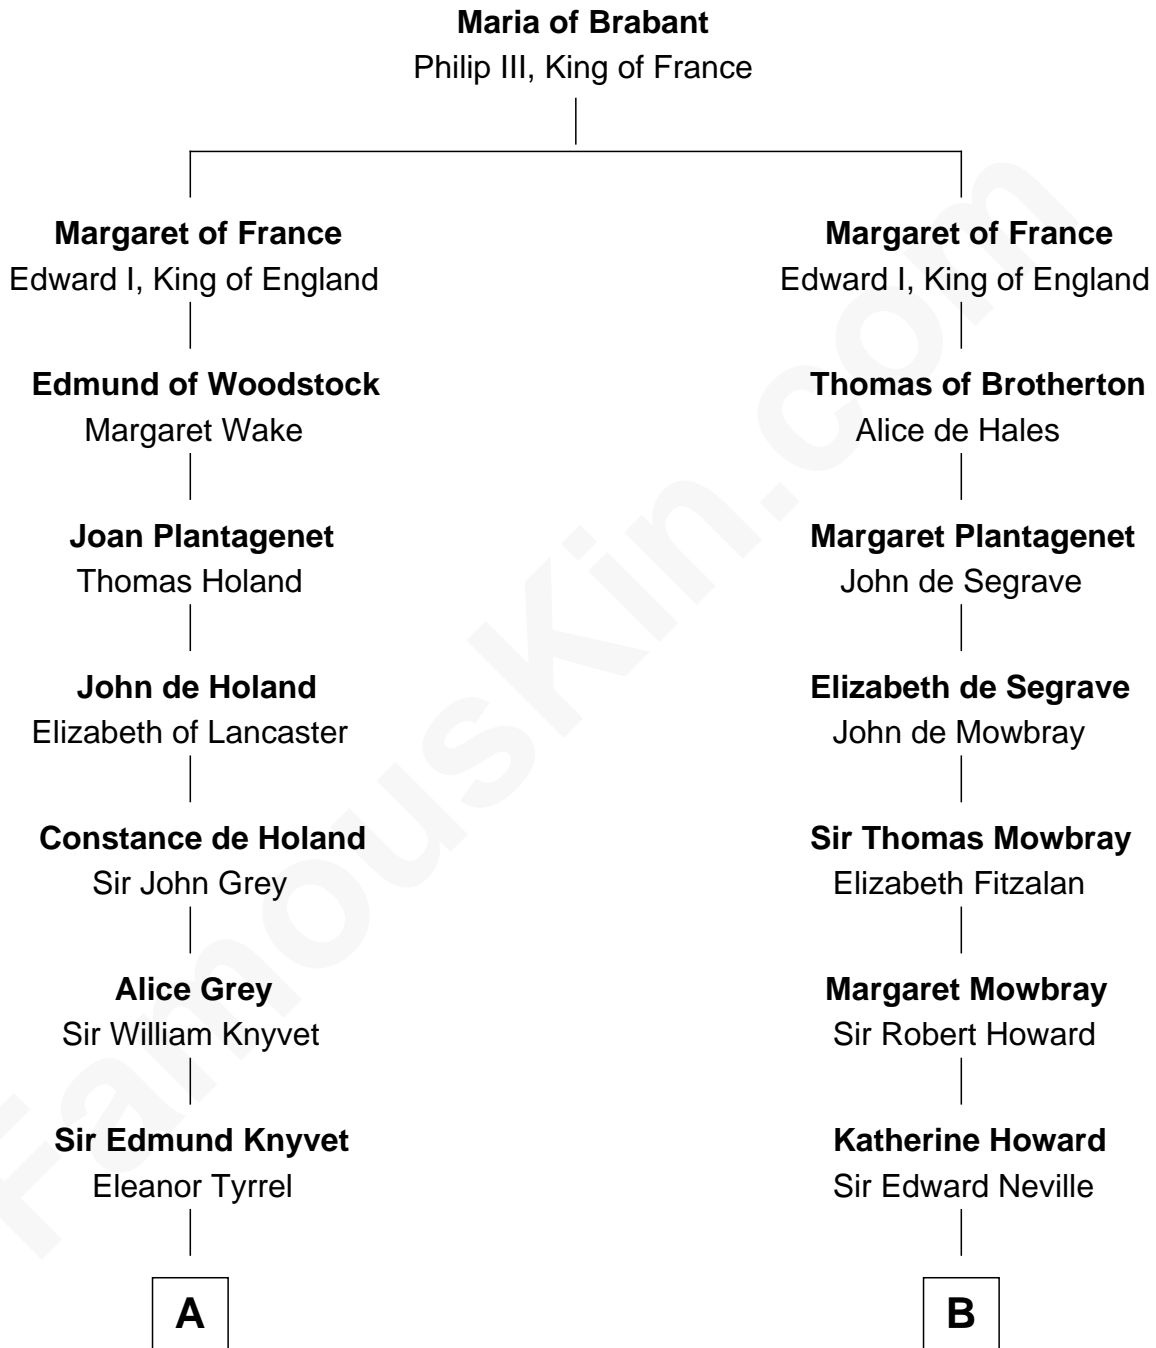 Maria of Brabant
Philip III, King of France
Margaret of France
Edward I, King of England
Edmund of Woodstock
Margaret Wake
Joan Plantagenet
Thomas Holand
John de Holand
Elizabeth of Lancaster
Constance de Holand
Sir John Grey
Alice Grey
Sir William Knyvet
Sir Edmund Knyvet
Eleanor Tyrrel
A
Margaret of France
Edward I, King of England
Thomas of Brotherton
Alice de Hales
Margaret Plantagenet
John de Segrave
Elizabeth de Segrave
John de Mowbray
Sir Thomas Mowbray
Elizabeth Fitzalan
Margaret Mowbray
Sir Robert Howard
Katherine Howard
Sir Edward Neville
B
FamousKin.com